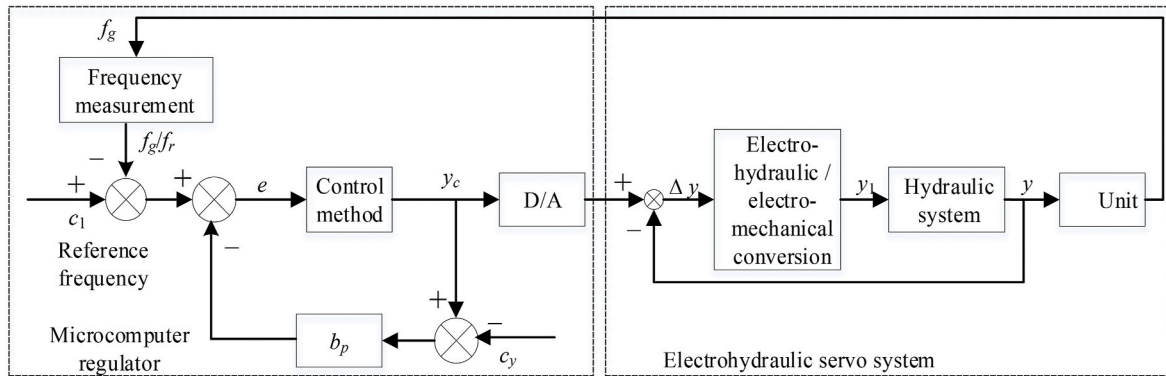 f_g
Frequency
measurement
f_g/f_r
−
+
c_1
Reference
frequency
+
−
e
Control
method
y_c
D/A
+
−
c_y
b_p
Microcomputer
regulator
+
−
Δ y
Electro-
hydraulic /
electro-
mechanical
conversion
y_1
Hydraulic
system
y
Unit
Electrohydraulic servo system